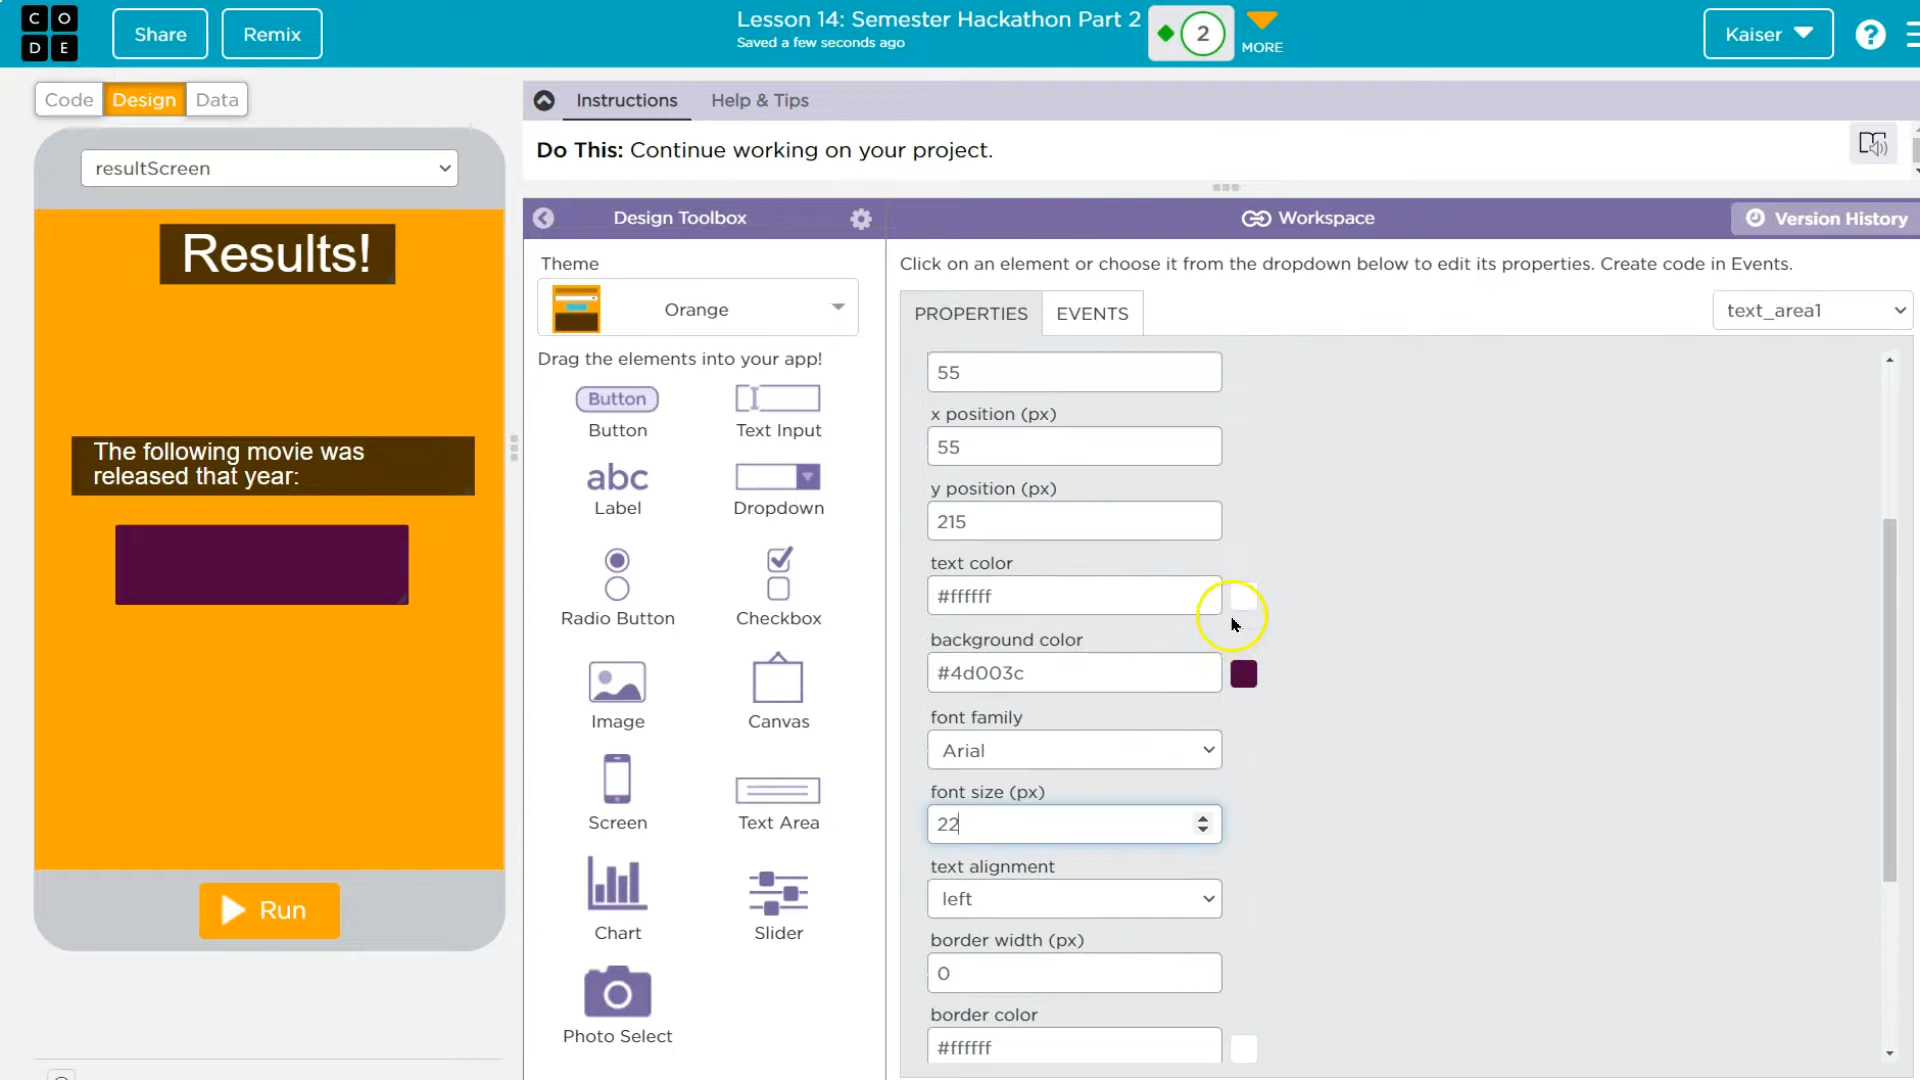 C O
D E
Share
Remix
Lesson 14: Semester Hackathon Part 2
Saved a few seconds ago
2
MORE
Kaiser
?
Code
Design
Data
Instructions
Help & Tips
Do This: Continue working on your project.
resultScreen
Results!
The following movie was
released that year:
Run
Design Toolbox
Workspace
Version History
Theme
Orange
Drag the elements into your app!
Button
Button
Text Input
abc
Label
Dropdown
Radio Button
Checkbox
Image
Canvas
Screen
Text Area
Chart
Slider
Photo Select
Click on an element or choose it from the dropdown below to edit its properties. Create code in Events.
PROPERTIES
EVENTS
text_area1
55
x position (px)
55
y position (px)
215
text color
#ffffff
background color
#4d003c
font family
Arial
font size (px)
22
text alignment
left
border width (px)
0
border color
#ffffff